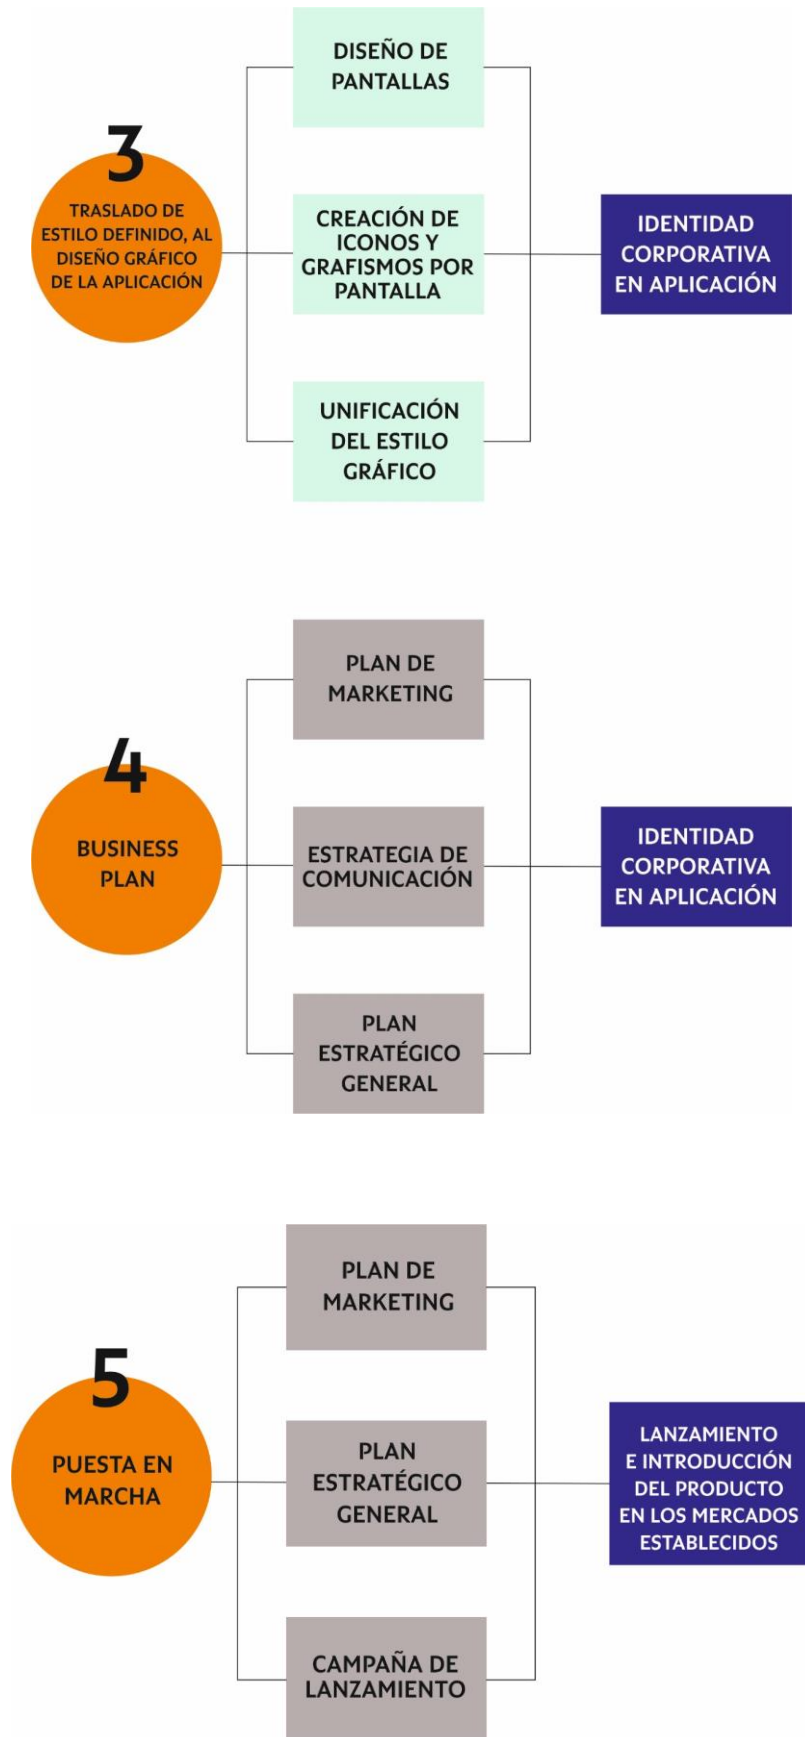 3
TRASLADO DE
ESTILO DEFINIDO, AL
DISEÑO GRÁFICO
DE LA APLICACIÓN
DISEÑO DE
PANTALLAS
CREACIÓN DE
ICONOS Y
GRAFISMOS POR
PANTALLA
UNIFICACIÓN
DEL ESTILO
GRÁFICO
IDENTIDAD
CORPORATIVA
EN APLICACIÓN
4
BUSINESS
PLAN
PLAN DE
MARKETING
ESTRATEGIA DE
COMUNICACIÓN
PLAN
ESTRATÉGICO
GENERAL
IDENTIDAD
CORPORATIVA
EN APLICACIÓN
5
PUESTA EN
MARCHA
PLAN DE
MARKETING
PLAN
ESTRATÉGICO
GENERAL
CAMPAÑA DE
LANZAMIENTO
LANZAMIENTO
E INTRODUCCIÓN
DEL PRODUCTO
EN LOS MERCADOS
ESTABLECIDOS